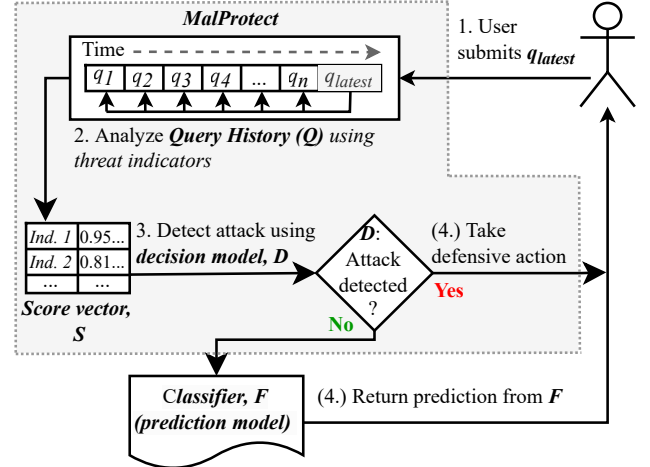 MalProtect
1. User
submits q_latest
Time
q1 q2 q3 q4 ... qn q_latest
2. Analyze Query History (Q) using
threat indicators
Ind. 1 0.95...
Ind. 2 0.81...
... ...
Score vector,
S
3. Detect attack using
decision model, D
D:
Attack
detected
?
(4.) Take
defensive action
Yes
No
Classifier, F
(prediction model)
(4.) Return prediction from F